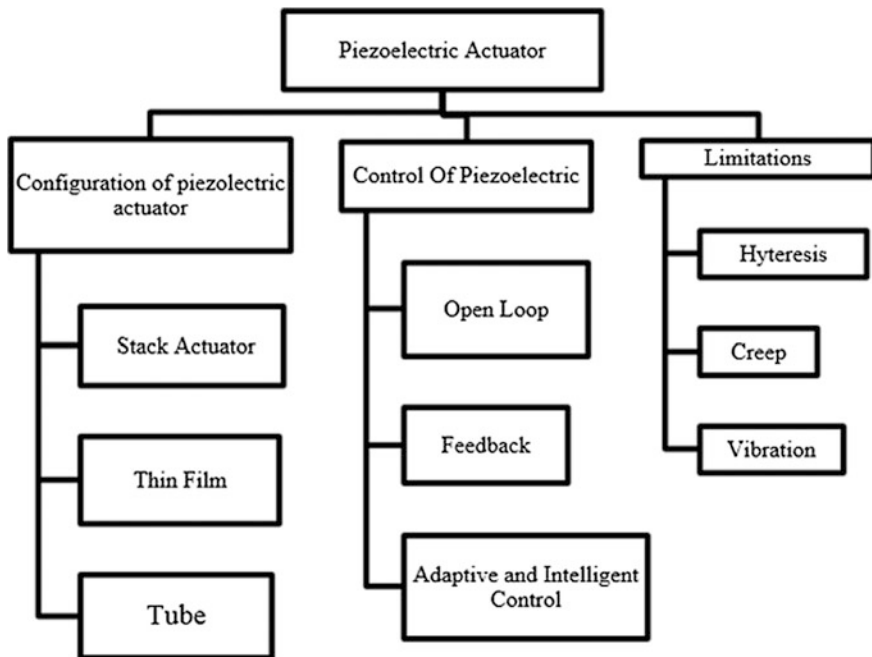 Piezoelectric Actuator
Configuration of piezolectric
actuator
Stack Actuator
Thin Film
Tube
Control Of Piezoelectric
Open Loop
Feedback
Adaptive and Intelligent
Control
Limitations
Hyteresis
Creep
Vibration